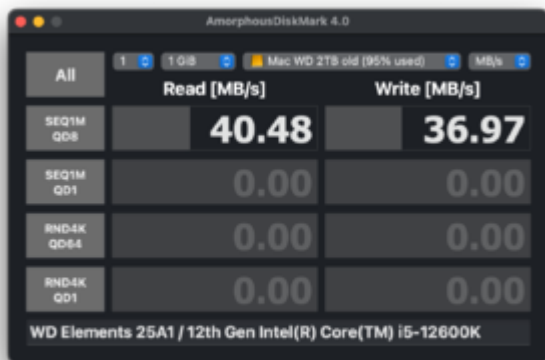 AmorphousDiskMark 4.0
All
1 1 GiB Mac WD 2TB old (95% used) MB/s
Read [MB/s] Write [MB/s]
SEQ1M
QD8
40.48 36.97
SEQ1M
QD1
0.00 0.00
RND4K
QD64
0.00 0.00
RND4K
QD1
0.00 0.00
WD Elements 25A1 / 12th Gen Intel(R) Core(TM) i5-12600K